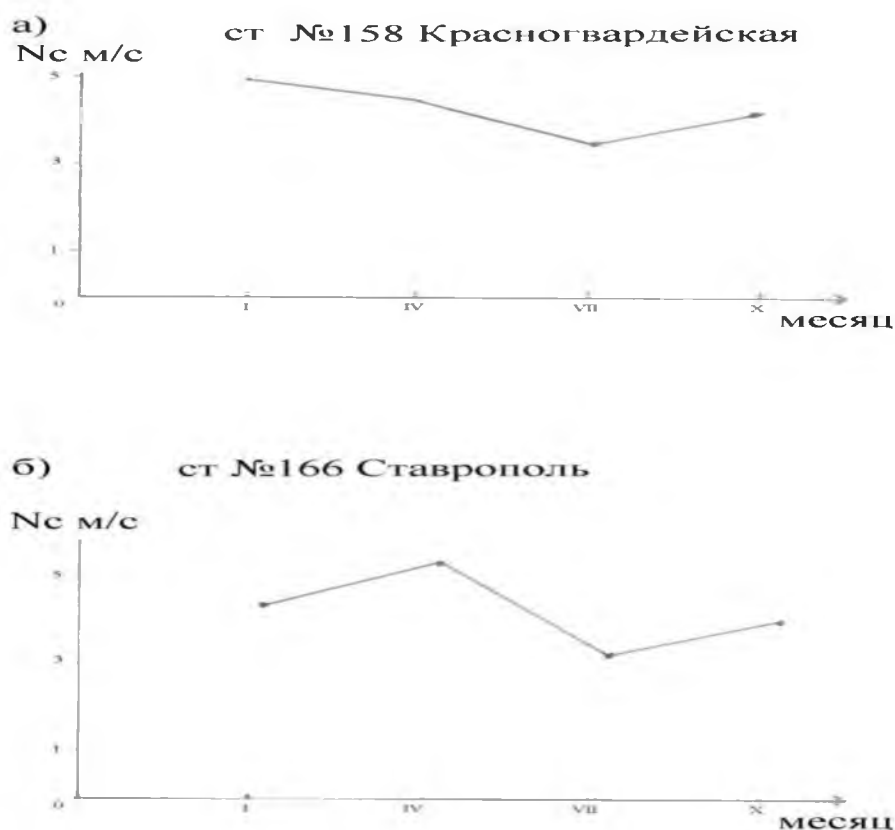 а)
ст №158 Красногвардейская
Nc м/с
5
3
1
0
I IV VII X
месяц
б)
ст №166 Ставрополь
Nc м/с
5
3
1
0
I IV VII X
месяц